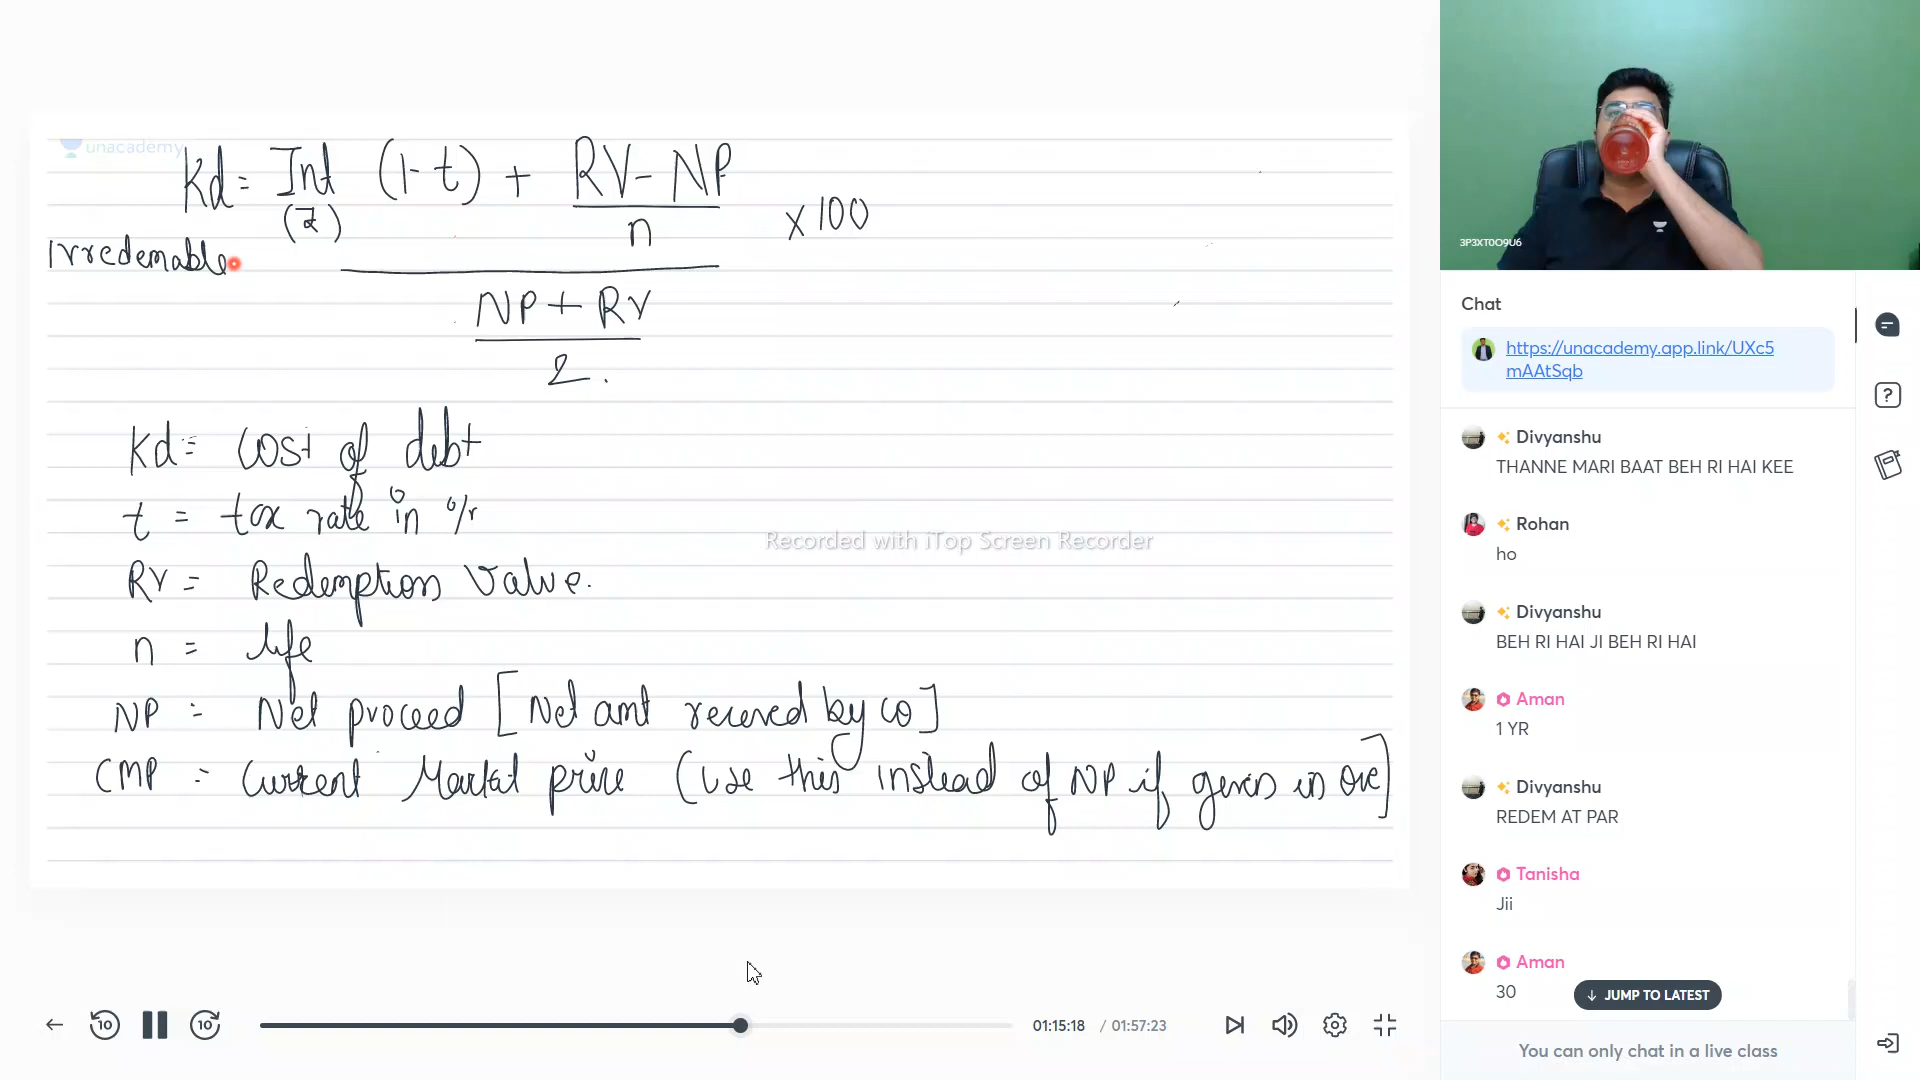 unacademy
Kd = Int (1-t) + RV - NP
(₹)
n
x 100
Irredemable
NP + RV
2.
Kd = cost of debt
t = tax rate in %
RV = Redemption Value.
n = life
NP = Net proceed [Net amt received by co]
CMP = Current Market price (use this instead of NP if given in Que]
Recorded with iTop Screen Recorder
01:15:18 / 01:57:23
10
10
3P3XT0O9U6
Chat
https://unacademy.app.link/UXc5
mAAtSqb
Divyanshu
THANNE MARI BAAT BEH RI HAI KEE
Rohan
ho
Divyanshu
BEH RI HAI JI BEH RI HAI
Aman
1 YR
Divyanshu
REDEM AT PAR
Tanisha
Jii
Aman
30
JUMP TO LATEST
You can only chat in a live class